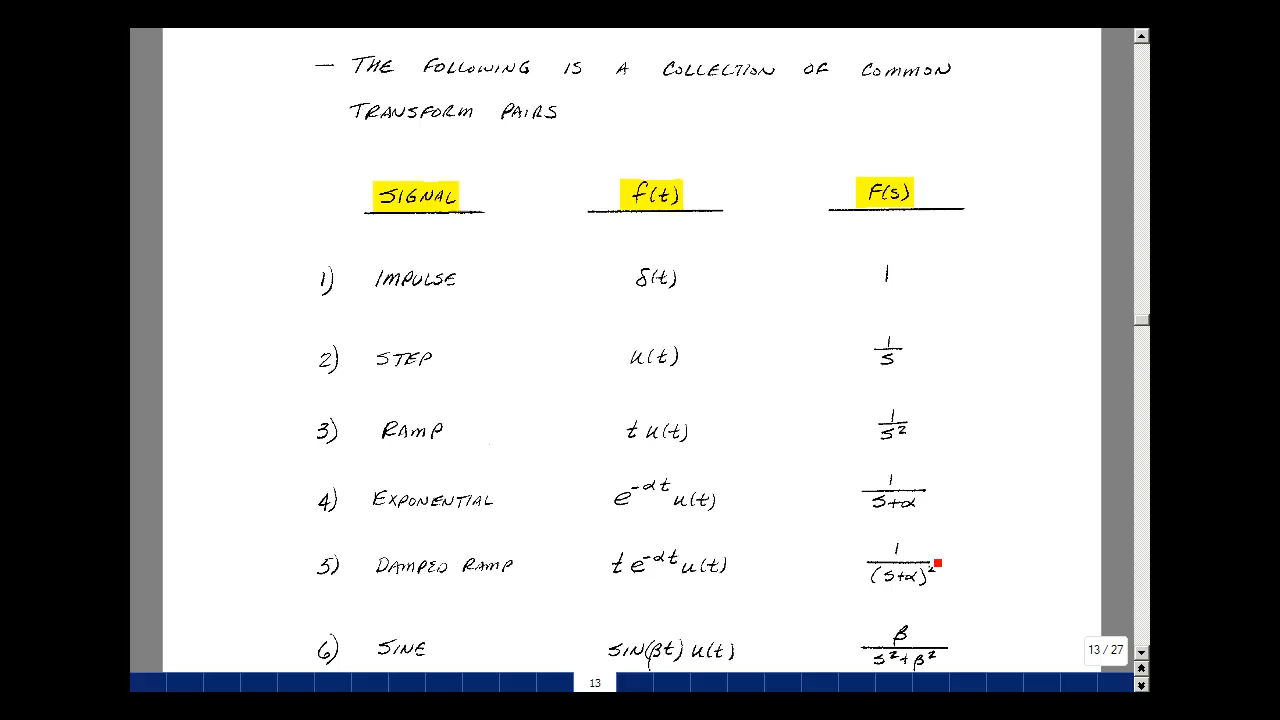 — THE FOLLOWING IS A COLLECTION OF COMMON
TRANSFORM PAIRS
SIGNAL f(t) F(s)
1) IMPULSE δ(t) 1
2) STEP u(t) 1/s
3) RAMP t u(t) 1/s²
4) EXPONENTIAL e^-αt u(t) 1/(s+α)
5) DAMPED RAMP t e^-αt u(t) 1/(s+α)²
6) SINE SIN(βt) u(t) β/(s²+β²)
13 / 27
13